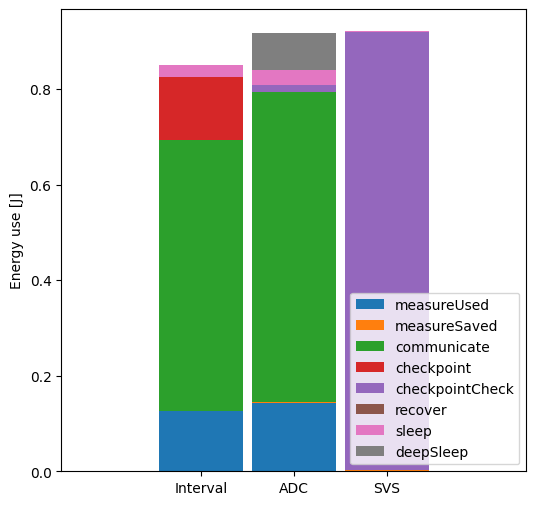 Energy use [J]
0.8
0.6
0.4
0.2
0.0
Interval
ADC
SVS
measureUsed
measureSaved
communicate
checkpoint
checkpointCheck
recover
sleep
deepSleep